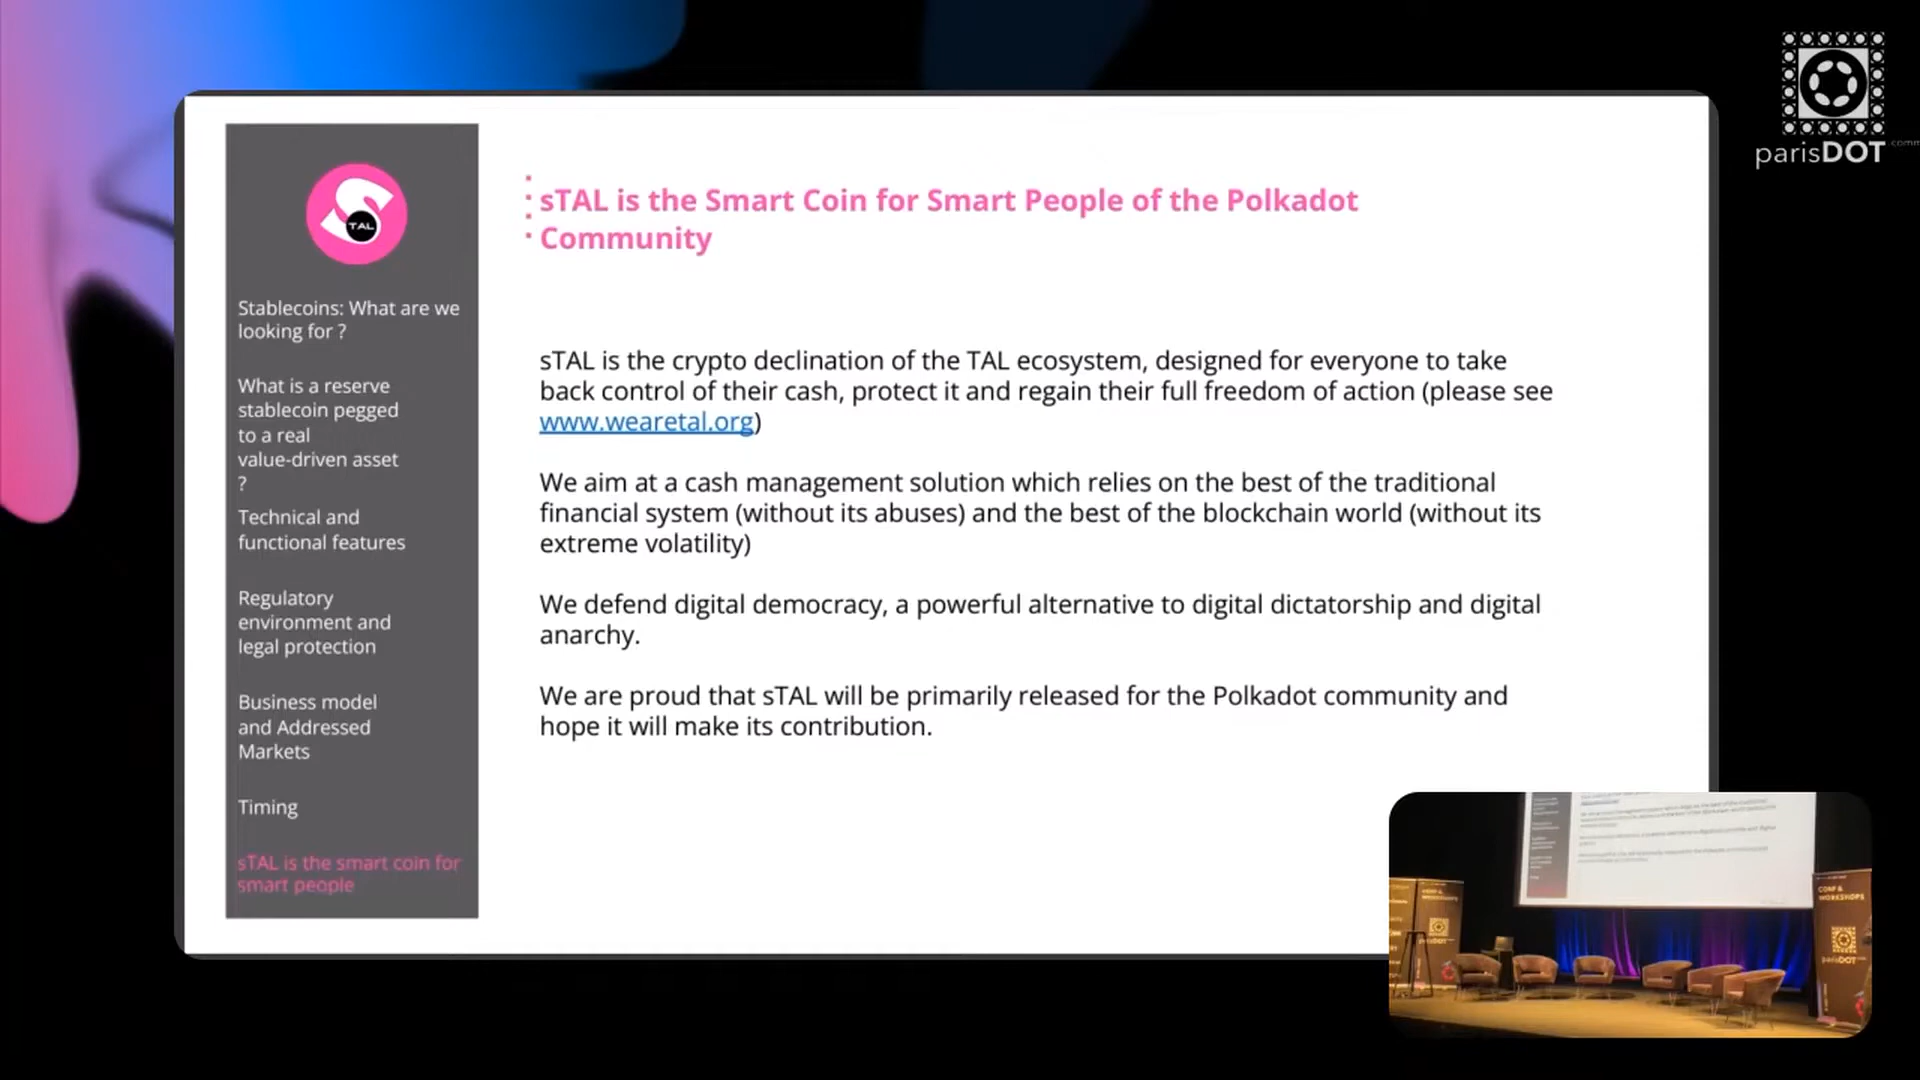 parisDOT
comm
TAL
Stablecoins: What are we
looking for ?
What is a reserve
stablecoin pegged
to a real
value-driven asset
?
Technical and
functional features
Regulatory
environment and
legal protection
Business model
and Addressed
Markets
Timing
sTAL is the smart coin for
smart people
sTAL is the Smart Coin for Smart People of the Polkadot
Community
sTAL is the crypto declination of the TAL ecosystem, designed for everyone to take
back control of their cash, protect it and regain their full freedom of action (please see
www.wearetal.org)
We aim at a cash management solution which relies on the best of the traditional
financial system (without its abuses) and the best of the blockchain world (without its
extreme volatility)
We defend digital democracy, a powerful alternative to digital dictatorship and digital
anarchy.
We are proud that sTAL will be primarily released for the Polkadot community and
hope it will make its contribution.
CONF &
WORKSHOPS
parisDOT